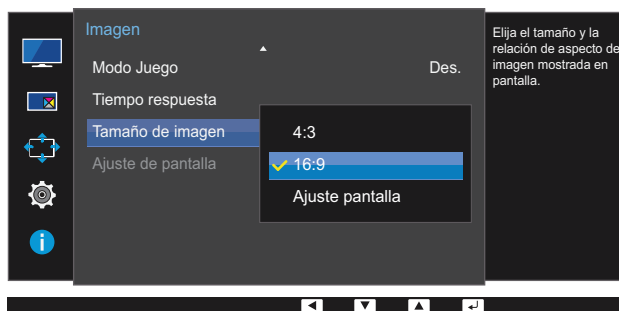 Imagen
Modo Juego Des.
Tiempo respuesta
Tamaño de imagen
Ajuste de pantalla
4:3
16:9
Ajuste pantalla
Elija el tamaño y la
relación de aspecto de
imagen mostrada en
pantalla.